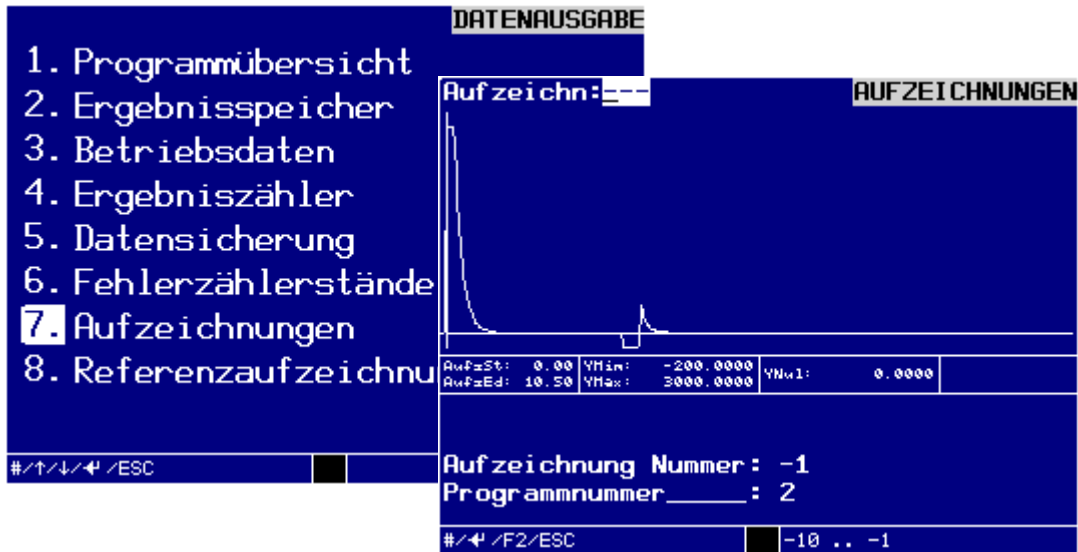 DATENAUSGABE
1. Programmübersicht
2. Ergebnisspeicher
3. Betriebsdaten
4. Ergebniszähler
5. Datensicherung
6. Fehlerzählerstände
7. Aufzeichnungen
8. Referenzaufzeichnu
#/↑/↓/↵ /ESC
Aufzeichn:--- AUFZEICHNUNGEN
AufzSt: 0.00 YMin: -200.0000 YNul: 0.0000
AufzEd: 10.50 YMax: 3000.0000
Aufzeichnung Nummer: -1
Programmnummer_____: 2
#/↵ /F2/ESC -10 .. -1